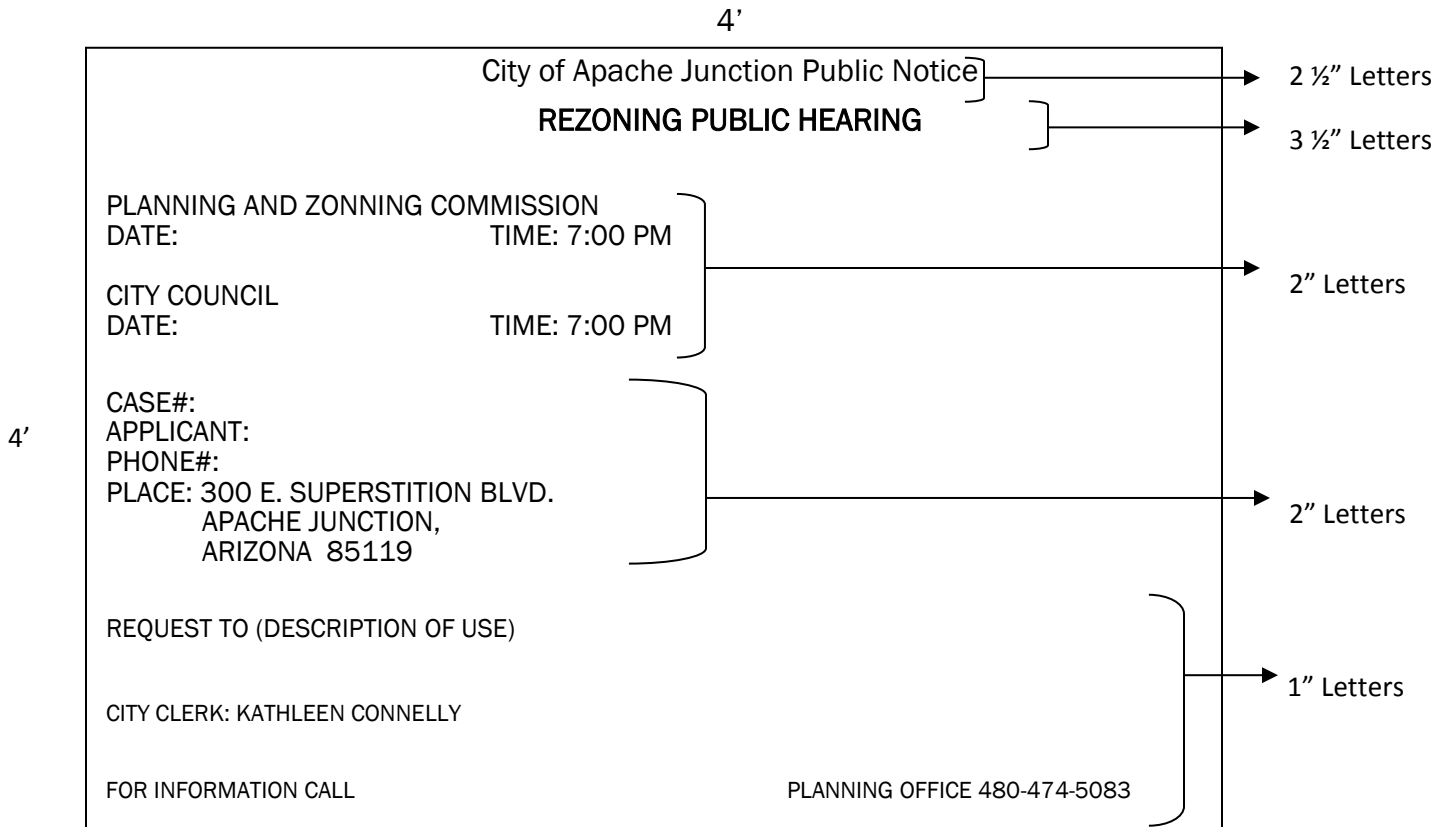 4’
City of Apache Junction Public Notice
2 ½” Letters
REZONING PUBLIC HEARING
3 ½” Letters
PLANNING AND ZONNING COMMISSION
DATE: TIME: 7:00 PM
2” Letters
CITY COUNCIL
DATE: TIME: 7:00 PM
4’
CASE#:
APPLICANT:
PHONE#:
PLACE: 300 E. SUPERSTITION BLVD.
APACHE JUNCTION,
ARIZONA 85119
2” Letters
REQUEST TO (DESCRIPTION OF USE)
1” Letters
CITY CLERK: KATHLEEN CONNELLY
FOR INFORMATION CALL PLANNING OFFICE 480-474-5083